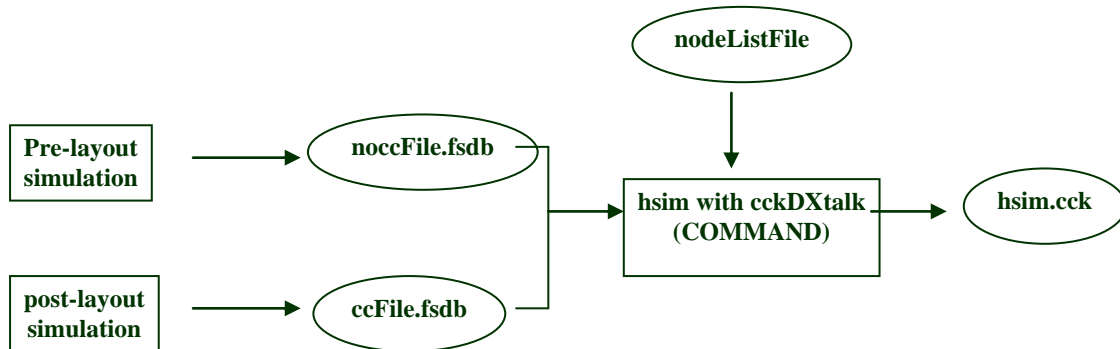 nodeListFile
Pre-layout
simulation
noccFile.fsdb
hsim with cckDXtalk
(COMMAND)
hsim.cck
post-layout
simulation
ccFile.fsdb